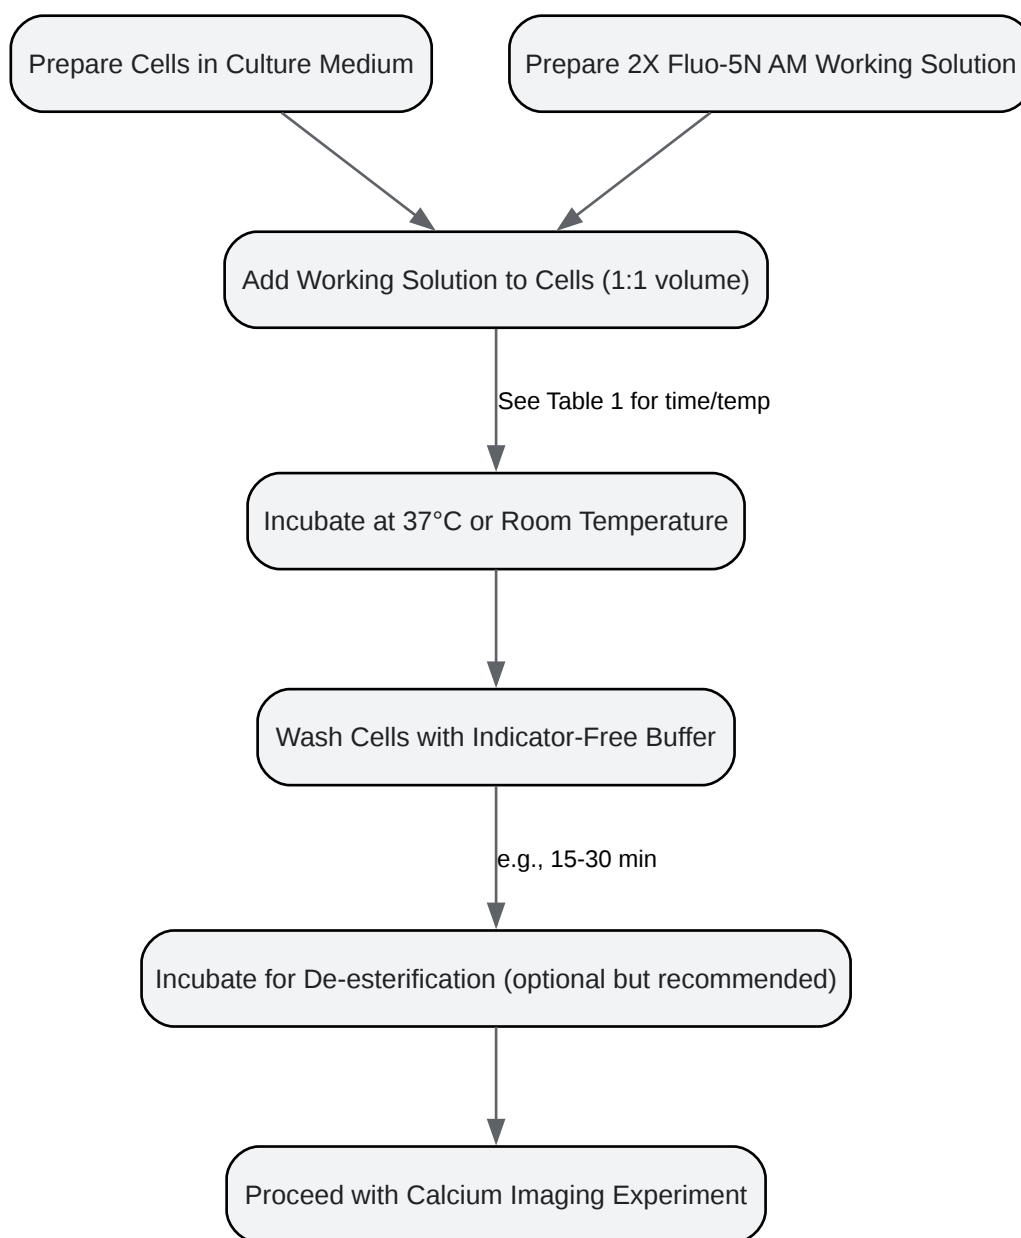 Prepare Cells in Culture Medium
Prepare 2X Fluo-5N AM Working Solution
Add Working Solution to Cells (1:1 volume)
See Table 1 for time/temp
Incubate at 37°C or Room Temperature
Wash Cells with Indicator-Free Buffer
e.g., 15-30 min
Incubate for De-esterification (optional but recommended)
Proceed with Calcium Imaging Experiment